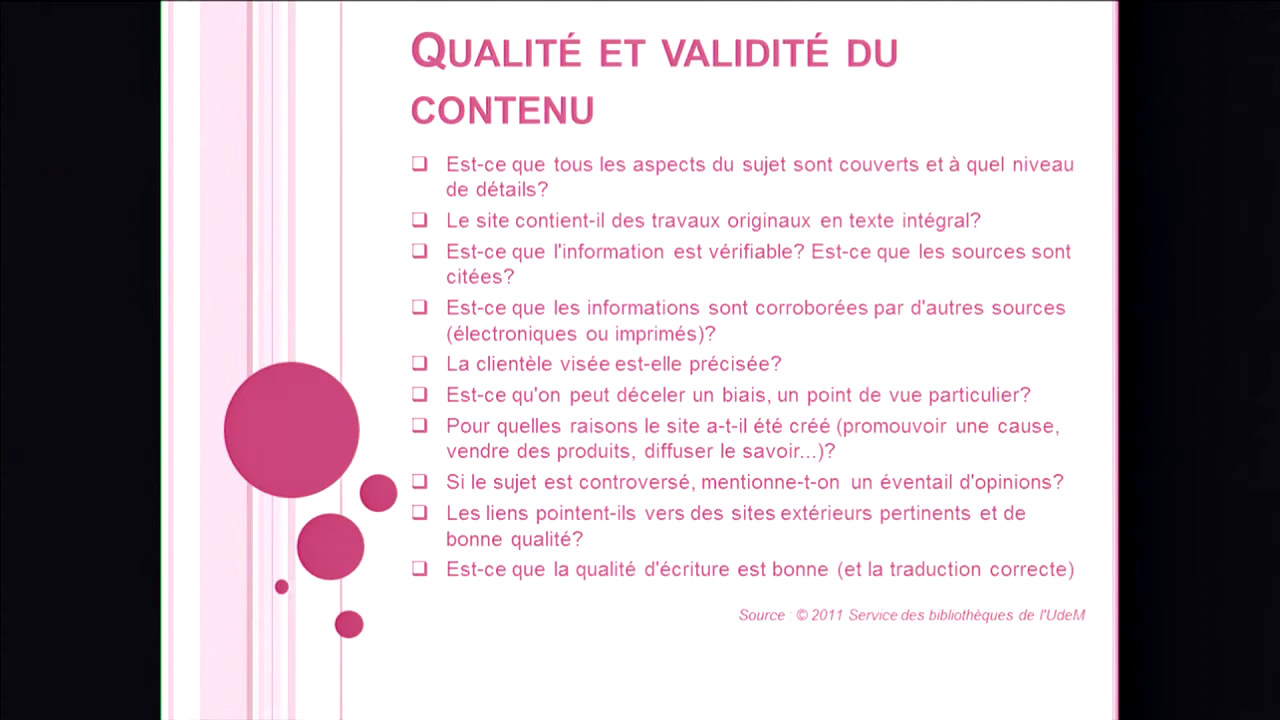 QUALITÉ ET VALIDITÉ DU
CONTENU
Est-ce que tous les aspects du sujet sont couverts et à quel niveau
de détails?
Le site contient-il des travaux originaux en texte intégral?
Est-ce que l'information est vérifiable? Est-ce que les sources sont
citées?
Est-ce que les informations sont corroborées par d'autres sources
(électroniques ou imprimés)?
La clientèle visée est-elle précisée?
Est-ce qu'on peut déceler un biais, un point de vue particulier?
Pour quelles raisons le site a-t-il été créé (promouvoir une cause,
vendre des produits, diffuser le savoir...)?
Si le sujet est controversé, mentionne-t-on un éventail d'opinions?
Les liens pointent-ils vers des sites extérieurs pertinents et de
bonne qualité?
Est-ce que la qualité d'écriture est bonne (et la traduction correcte)
Source : © 2011 Service des bibliothèques de l'UdeM